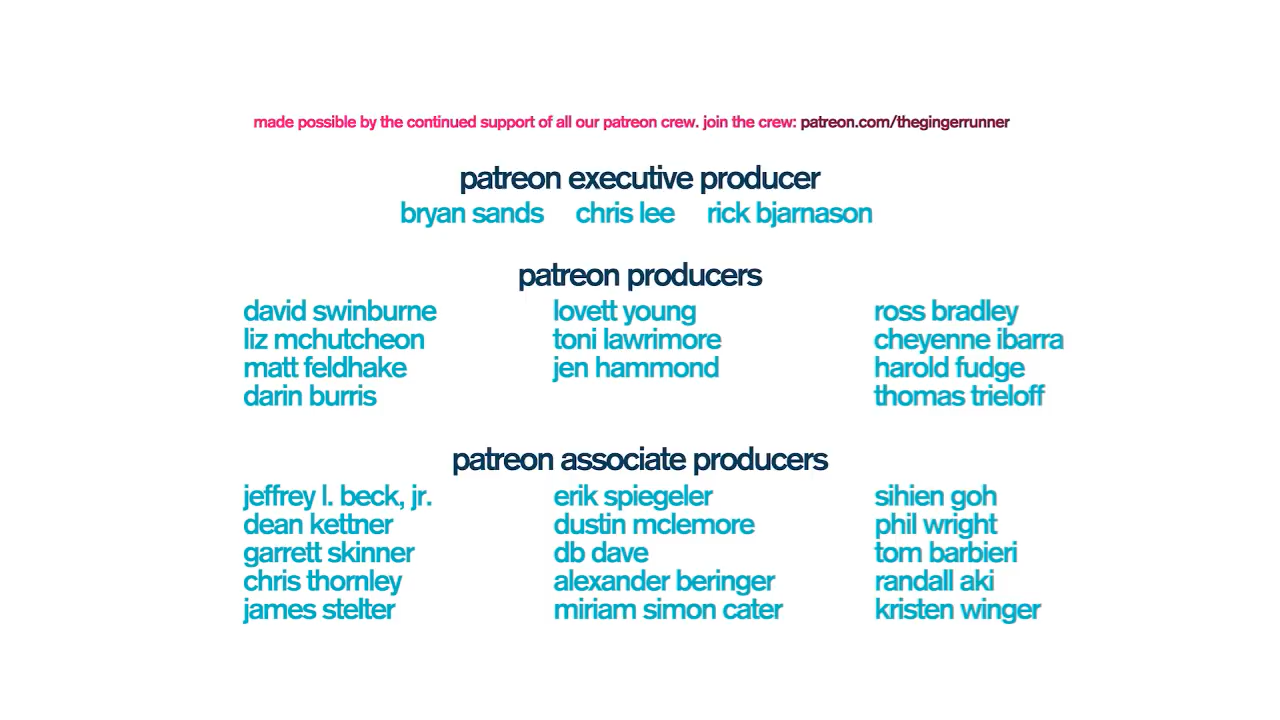 made possible by the continued support of all our patreon crew. join the crew: patreon.com/thegingerrunner
patreon executive producer
bryan sands chris lee rick bjarnason
patreon producers
david swinburne lovett young ross bradley
liz mchutcheon toni lawrimore cheyenne ibarra
matt feldhake jen hammond harold fudge
darin burris thomas trieloff
patreon associate producers
jeffrey l. beck, jr. erik spiegeler sihien goh
dean kettner dustin mclemore phil wright
garrett skinner db dave tom barbieri
chris thornley alexander beringer randall aki
james stelter miriam simon cater kristen winger